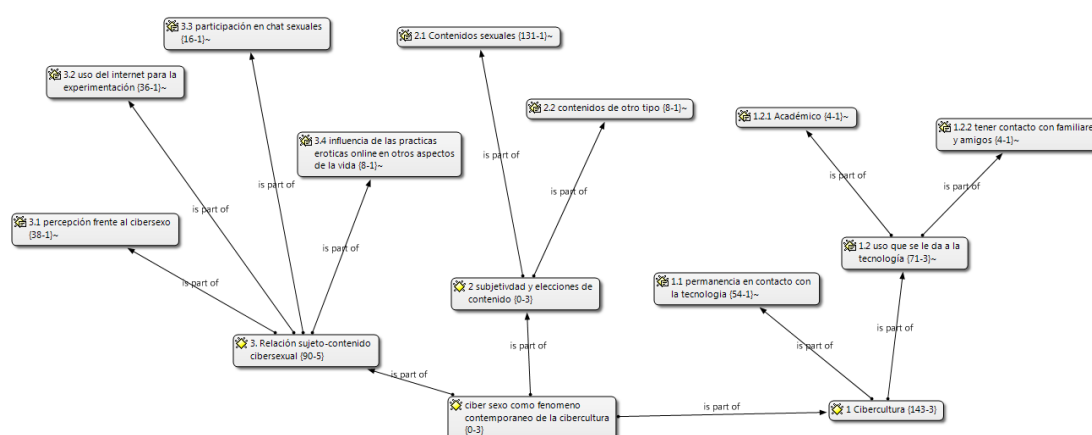 3.3 participación en chat sexuales
{16-1}~
2.1 Contenidos sexuales {131-1}~
3.2 uso del internet para la
experimentación {36-1}~
2.2 contenidos de otro tipo {8-1}~
1.2.1 Académico {4-1}~
1.2.2 tener contacto con familiare
y amigos {4-1}~
3.4 influencia de las practicas
eroticas online en otros aspectos
de la vida {8-1}~
is part of
is part of
is part of
is part of
is part of
is part of
is part of
3.1 percepción frente al cibersexo
{38-1}~
1.2 uso que se le da a la
tecnología {71-3}~
is part of
2 subjetivdad y elecciones de
contenido {0-3}
1.1 permanencia en contacto con
la tecnologia {54-1}~
is part of
is part of
is part of
3. Relación sujeto-contenido
cibersexual {90-5}
is part of
ciber sexo como fenomeno
contemporaneo de la cibercultura
{0-3}
is part of
1 Cibercultura {143-3}